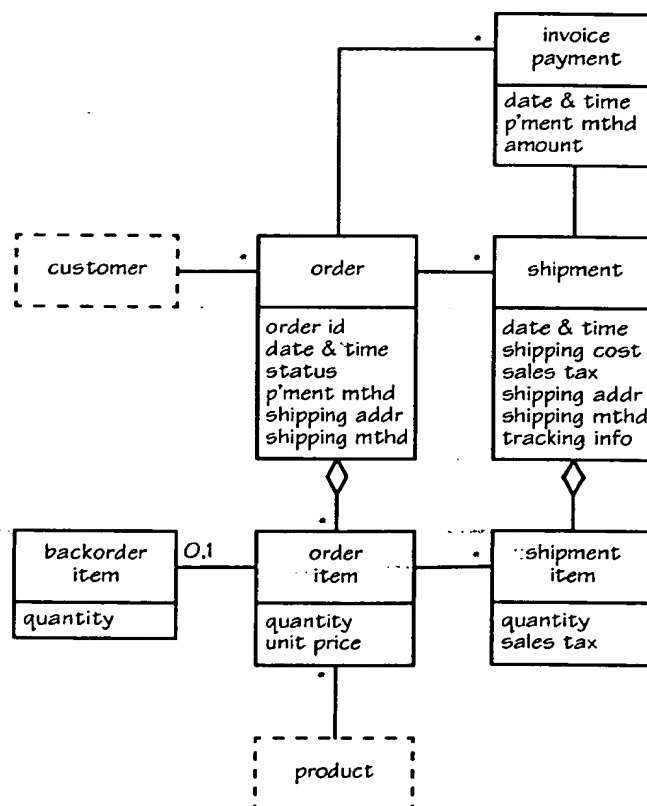 *
invoice
payment
date & time
p'ment mthd
amount
customer
*
order
*
shipment
order id
date & time
status
p'ment mthd
shipping addr
shipping mthd
date & time
shipping cost
sales tax
shipping addr
shipping mthd
tracking info
*
backorder
item
0.1
order
item
*
shipment
item
quantity
quantity
unit price
quantity
sales tax
*
product